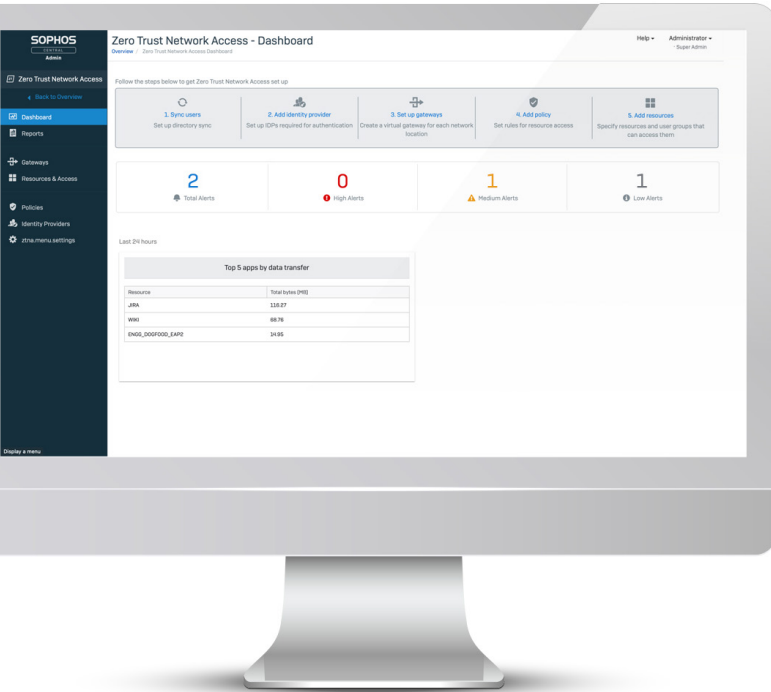 SOPHOS
CENTRAL
Admin
Zero Trust Network Access
Back to Overview
Dashboard
Reports
Gateways
Resources & Access
Policies
Identity Providers
ztna.menu.settings
Display a menu
Zero Trust Network Access - Dashboard
Overview / Zero Trust Network Access Dashboard
Help
Administrator
Super Admin
Follow the steps below to get Zero Trust Network Access set up
1. Sync users
Set up directory sync
2. Add identity provider
Set up IDPs required for authentication
3. Set up gateways
Create a virtual gateway for each network
location
4. Add policy
Set rules for resource access
5. Add resources
Specify resources and user groups that
can access them
2
Total Alerts
0
High Alerts
1
Medium Alerts
1
Low Alerts
Last 24 hours
Top 5 apps by data transfer
Resource Total bytes (MB)
JIRA 116.27
WIKI 68.76
ENGG_DOGFOOD_EAP2 14.95